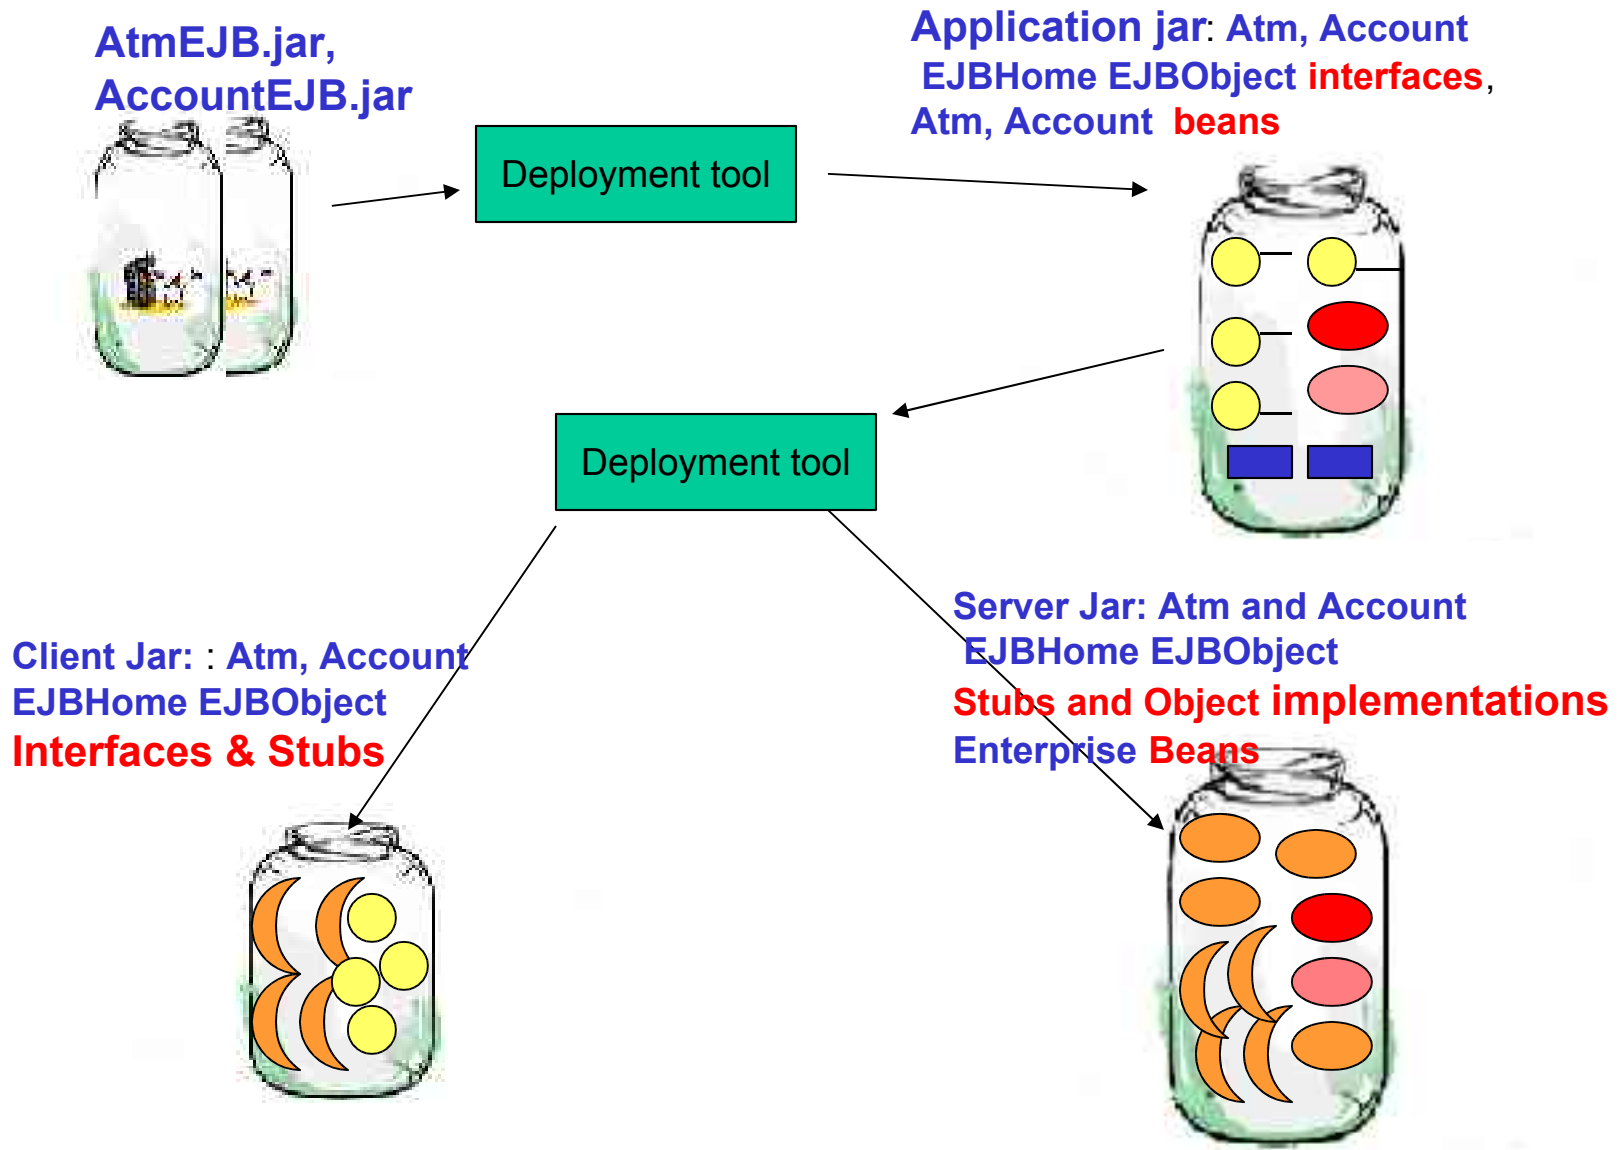 AtmEJB.jar,
AccountEJB.jar
Application jar: Atm, Account
EJBHome EJBObject interfaces,
Atm, Account beans
Deployment tool
Deployment tool
Client Jar: : Atm, Account
EJBHome EJBObject
Interfaces & Stubs
Server Jar: Atm and Account
EJBHome EJBObject
Stubs and Object implementations
Enterprise Beans